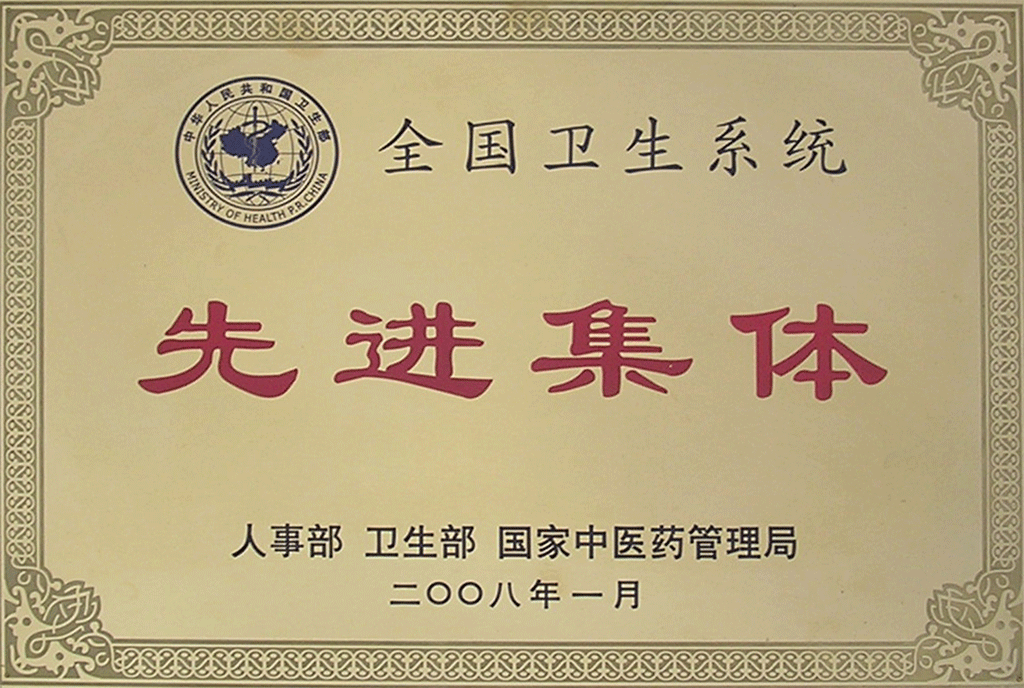 中华人民共和国卫生部
MINISTRY OF HEALTH P.R.CHINA
全国卫生系统
先进集体
人事部 卫生部 国家中医药管理局
二〇〇八年一月